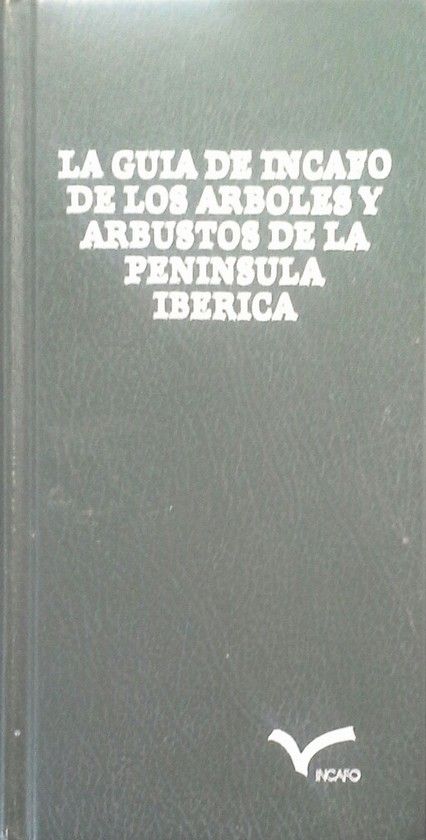 LA GUIA DE INCAFO
DE LOS ARBOLES Y
ARBUSTOS DE LA
PENINSULA
IBERICA
INCAFO